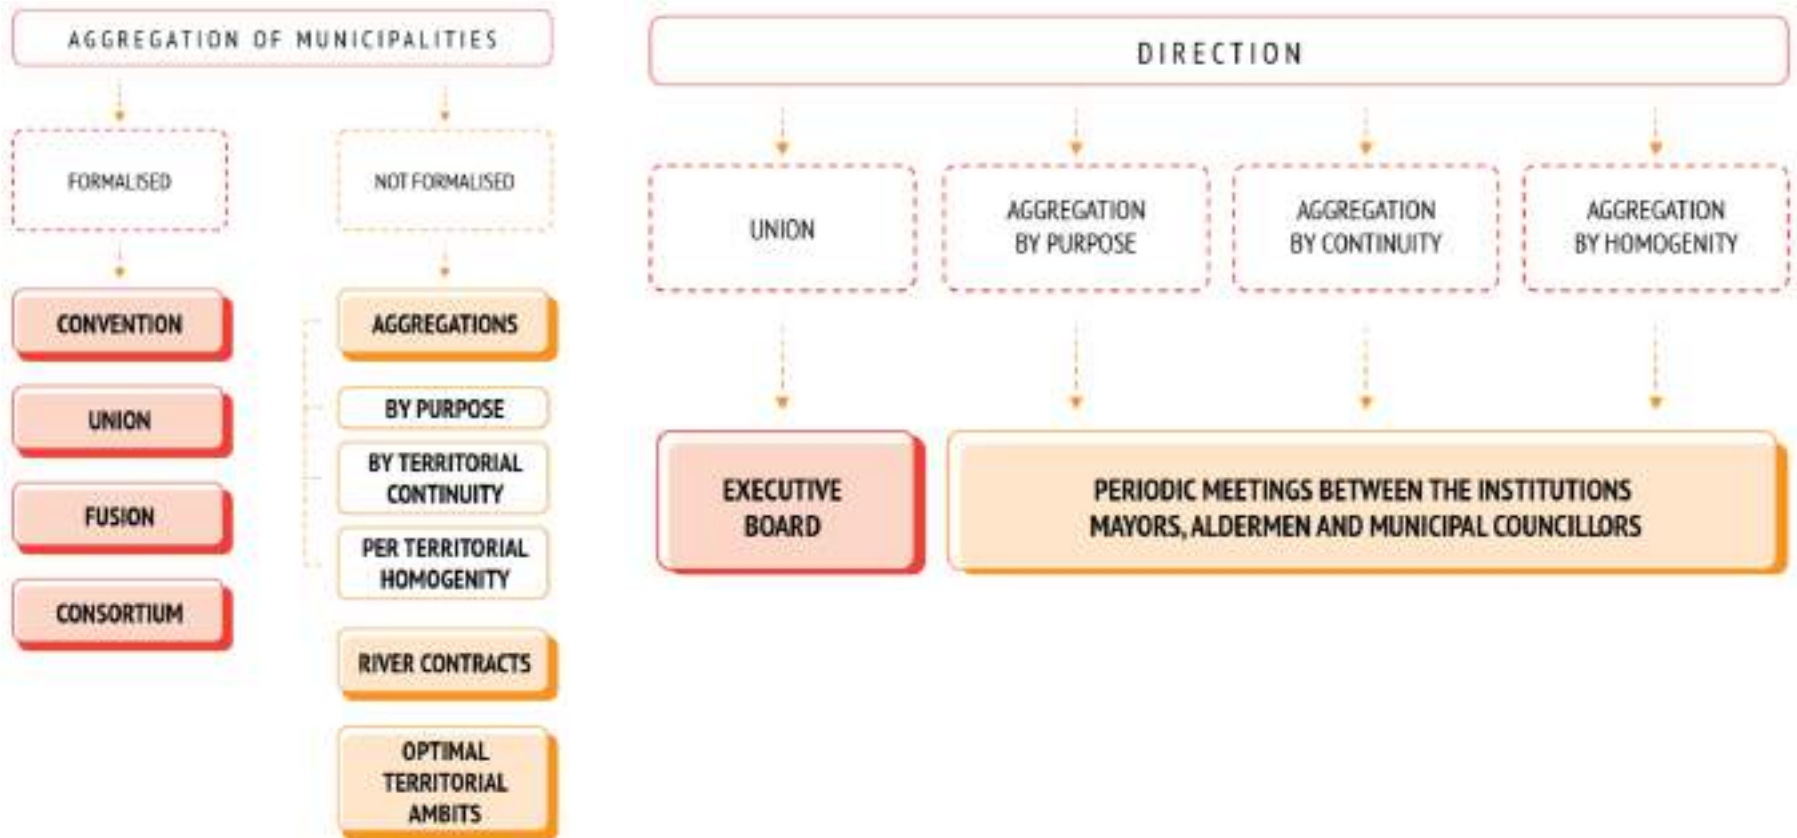 AGGREGATION OF MUNICIPALITIES
FORMALISED
NOT FORMALISED
CONVENTION
UNION
FUSION
CONSORTIUM
AGGREGATIONS
BY PURPOSE
BY TERRITORIAL
CONTINUITY
PER TERRITORIAL
HOMOGENITY
RIVER CONTRACTS
OPTIMAL
TERRITORIAL
AMBITS
DIRECTION
UNION
AGGREGATION
BY PURPOSE
AGGREGATION
BY CONTINUITY
AGGREGATION
BY HOMOGENITY
EXECUTIVE
BOARD
PERIODIC MEETINGS BETWEEN THE INSTITUTIONS
MAYORS, ALDERMEN AND MUNICIPAL COUNCILLORS